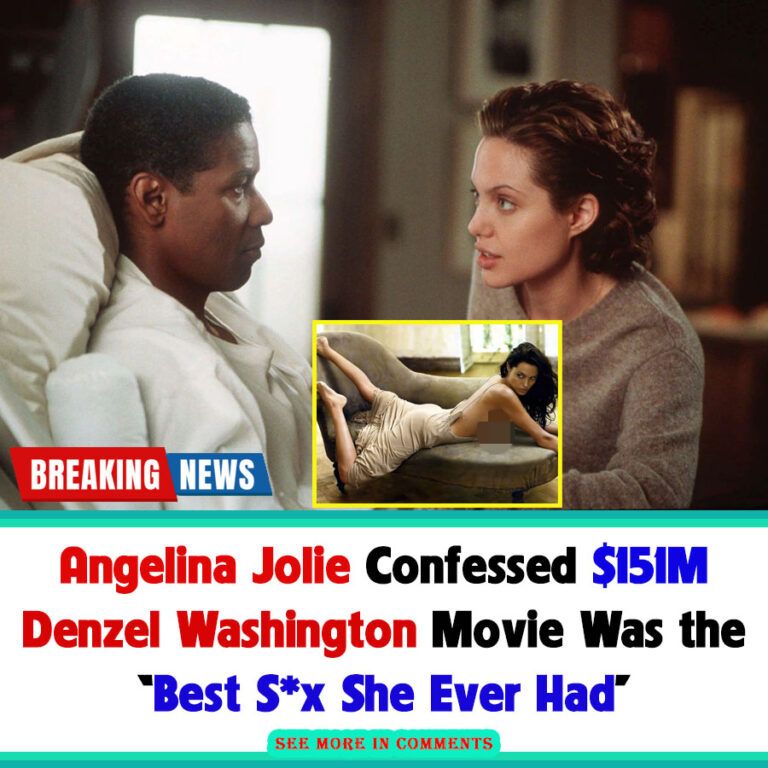 BREAKING NEWS
Angelina Jolie Confessed $151M
Denzel Washington Movie Was the
"Best S*x She Ever Had"
SEE MORE IN COMMENTS